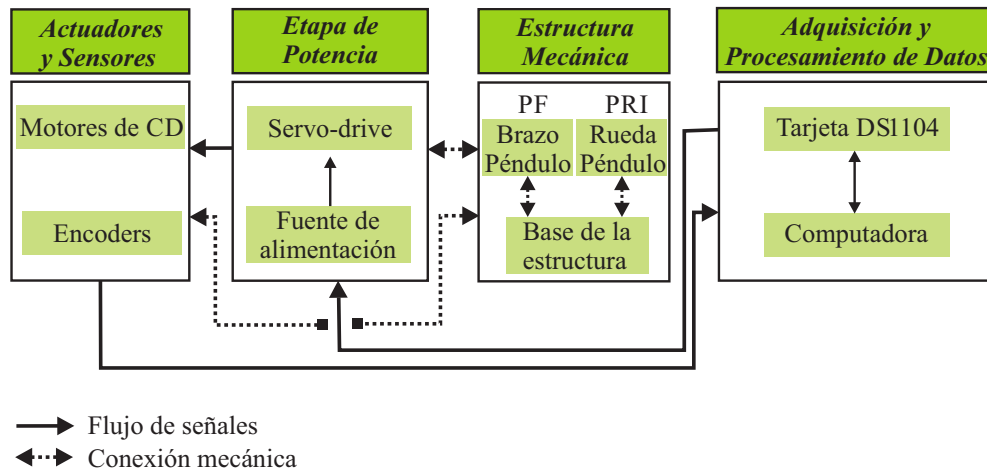 Actuadores
y Sensores
Etapa de
Potencia
Estructura
Mecánica
Adquisición y
Procesamiento de Datos
Motores de CD
Encoders
Servo-drive
Fuente de
alimentación
PF
PRI
Brazo
Péndulo
Rueda
Péndulo
Base de la
estructura
Tarjeta DS1104
Computadora
Flujo de señales
Conexión mecánica